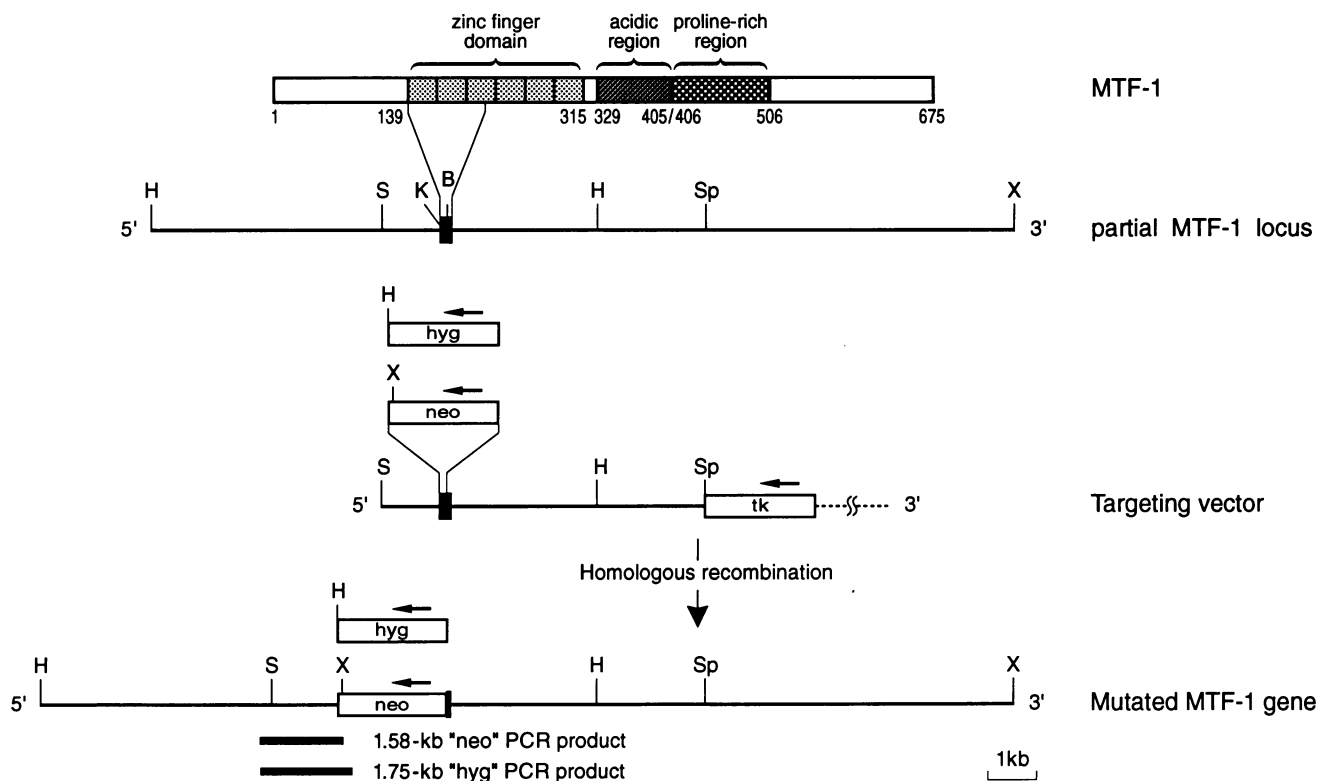 zinc finger domain
acidic region
proline-rich region
MTF-1
1 139 315 329 405/406 506 675
H S K B H Sp X
5' 3' partial MTF-1 locus
H
hyg
X
neo
S H Sp
5' tk 3' Targeting vector
Homologous recombination
H
hyg
H S X H Sp X
5' neo 3' Mutated MTF-1 gene
1.58-kb "neo" PCR product
1.75-kb "hyg" PCR product
1kb